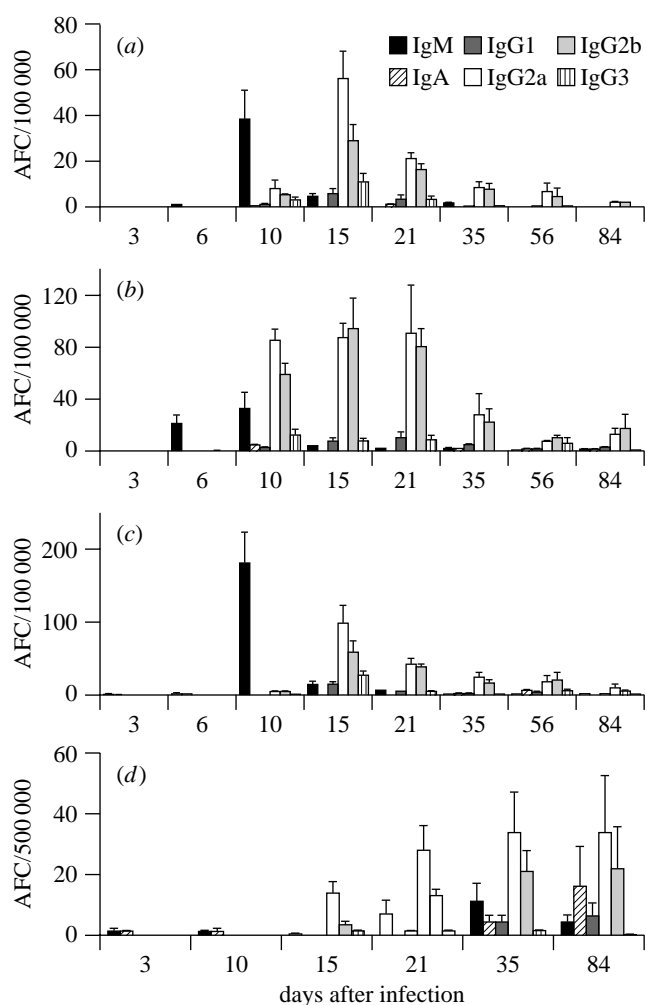 (a)
IgM IgG1 IgG2b
IgA IgG2a IgG3
AFC/100 000
80
60
40
20
0
3 6 10 15 21 35 56 84
(b)
AFC/100 000
120
80
40
0
3 6 10 15 21 35 56 84
(c)
AFC/100 000
200
100
0
3 6 10 15 21 35 56 84
(d)
AFC/500 000
60
40
20
0
3 10 15 21 35 84
days after infection